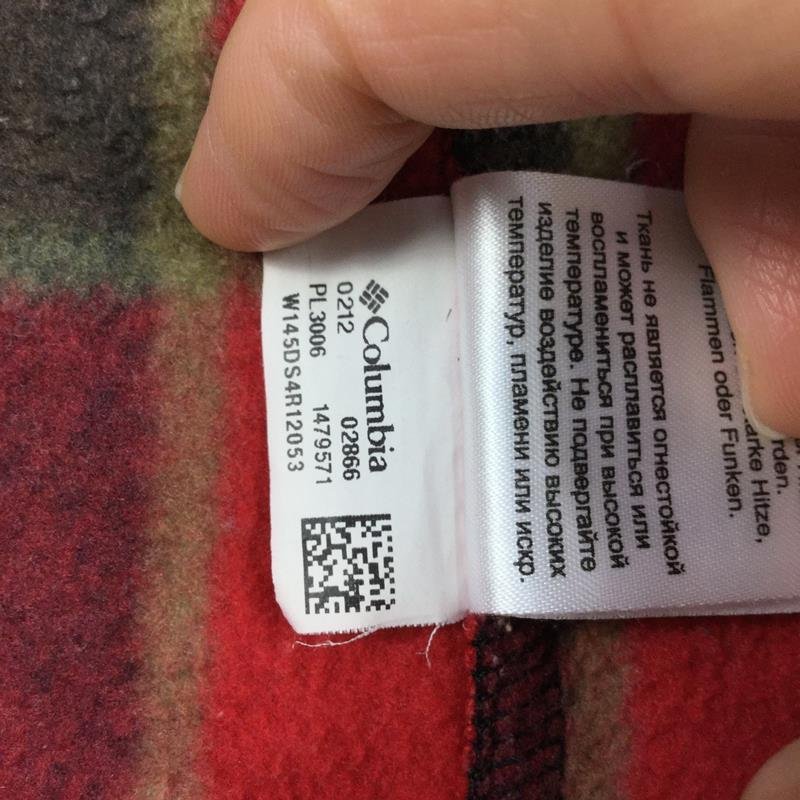 Columbia
0212 02866
PL3006 1479571
W145DS4R12053
Flammen oder Funken.
Ткань не является огнестойкой
и может расплавиться или
воспламениться при высокой
температуре. Не подвергайте
изделие воздействию высоких
температур, пламени или искр.